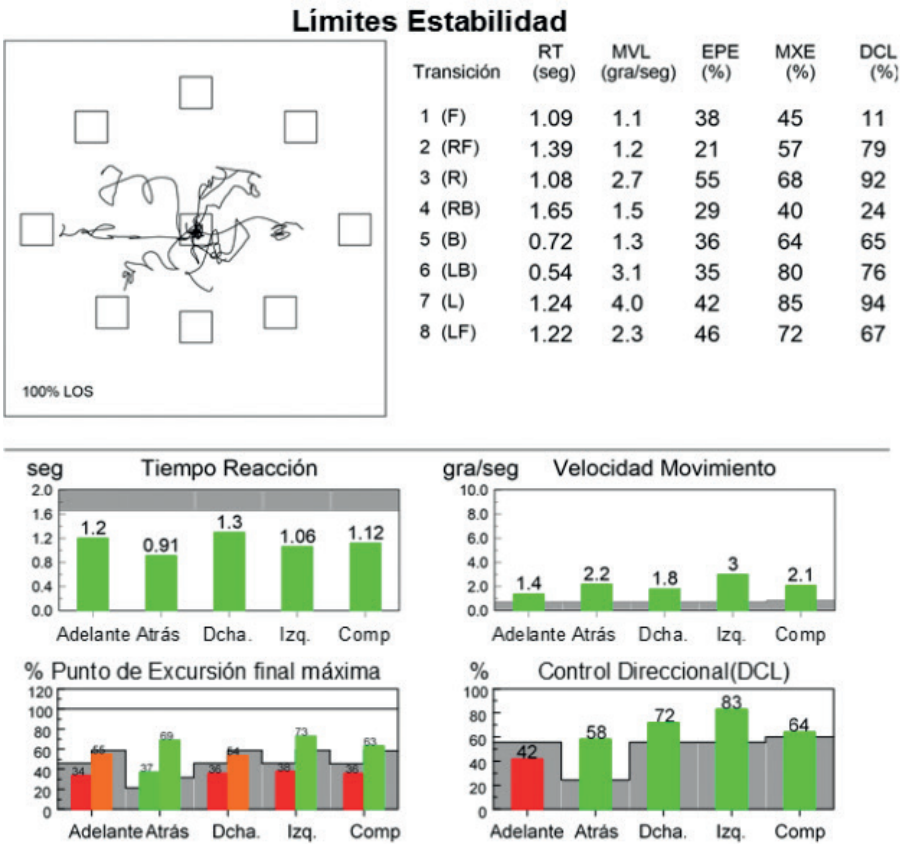 Límites Estabilidad
Transición RT (seg) MVL (gra/seg) EPE (%) MXE (%) DCL (%)
1 (F) 1.09 1.1 38 45 11
2 (RF) 1.39 1.2 21 57 79
3 (R) 1.08 2.7 55 68 92
4 (RB) 1.65 1.5 29 40 24
5 (B) 0.72 1.3 36 64 65
6 (LB) 0.54 3.1 35 80 76
7 (L) 1.24 4.0 42 85 94
8 (LF) 1.22 2.3 46 72 67
100% LOS
seg Tiempo Reacción
2.0
1.6
1.2
0.8
0.4
0.0
1.2 0.91 1.3 1.06 1.12
Adelante Atrás Dcha. Izq. Comp
gra/seg Velocidad Movimiento
10.0
8.0
6.0
4.0
2.0
0.0
1.4 2.2 1.8 3 2.1
Adelante Atrás Dcha. Izq. Comp
% Punto de Excursión final máxima
120
100
80
60
40
20
0
34 55 37 69 36 54 38 73 36 63
Adelante Atrás Dcha. Izq. Comp
% Control Direccional(DCL)
100
80
60
40
20
0
42 58 72 83 64
Adelante Atrás Dcha. Izq. Comp